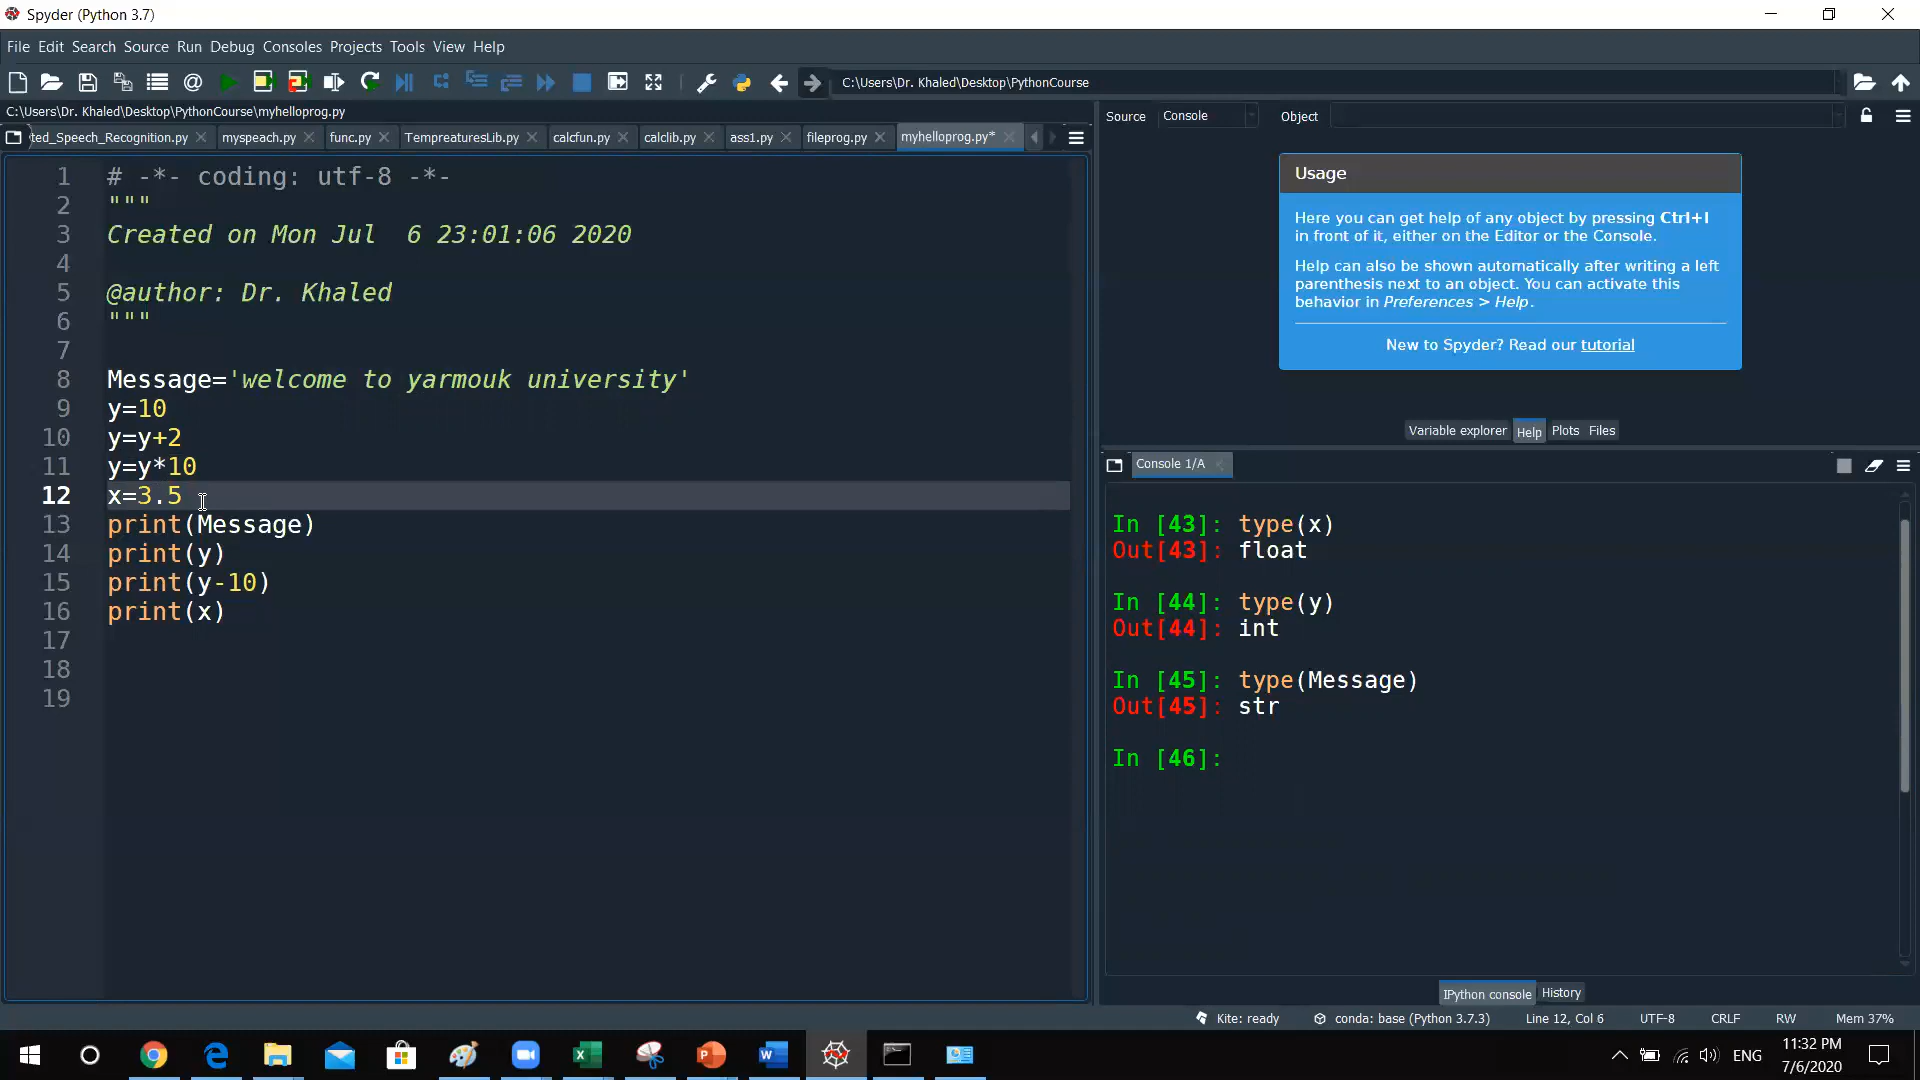 Spyder (Python 3.7)
File Edit Search Source Run Debug Consoles Projects Tools View Help
C:\Users\Dr. Khaled\Desktop\PythonCourse
C:\Users\Dr. Khaled\Desktop\PythonCourse\myhelloprog.py
ted_Speech_Recognition.py myspeach.py func.py TempreaturesLib.py calcfun.py calclib.py ass1.py fileprog.py myhelloprog.py*
1 # -*- coding: utf-8 -*-
2 """
3 Created on Mon Jul  6 23:01:06 2020
4
5 @author: Dr. Khaled
6 """
7
8 Message='welcome to yarmouk university'
9 y=10
10 y=y+2
11 y=y*10
12 x=3.5
13 print(Message)
14 print(y)
15 print(y-10)
16 print(x)
17
18
19
Source Console Object
Usage
Here you can get help of any object by pressing Ctrl+I
in front of it, either on the Editor or the Console.
Help can also be shown automatically after writing a left
parenthesis next to an object. You can activate this
behavior in Preferences > Help.
New to Spyder? Read our tutorial
Variable explorer Help Plots Files
Console 1/A
In [43]: type(x)
Out[43]: float
In [44]: type(y)
Out[44]: int
In [45]: type(Message)
Out[45]: str
In [46]:
IPython console History
Kite: ready conda: base (Python 3.7.3) Line 12, Col 6 UTF-8 CRLF RW Mem 37%
ENG
11:32 PM
7/6/2020